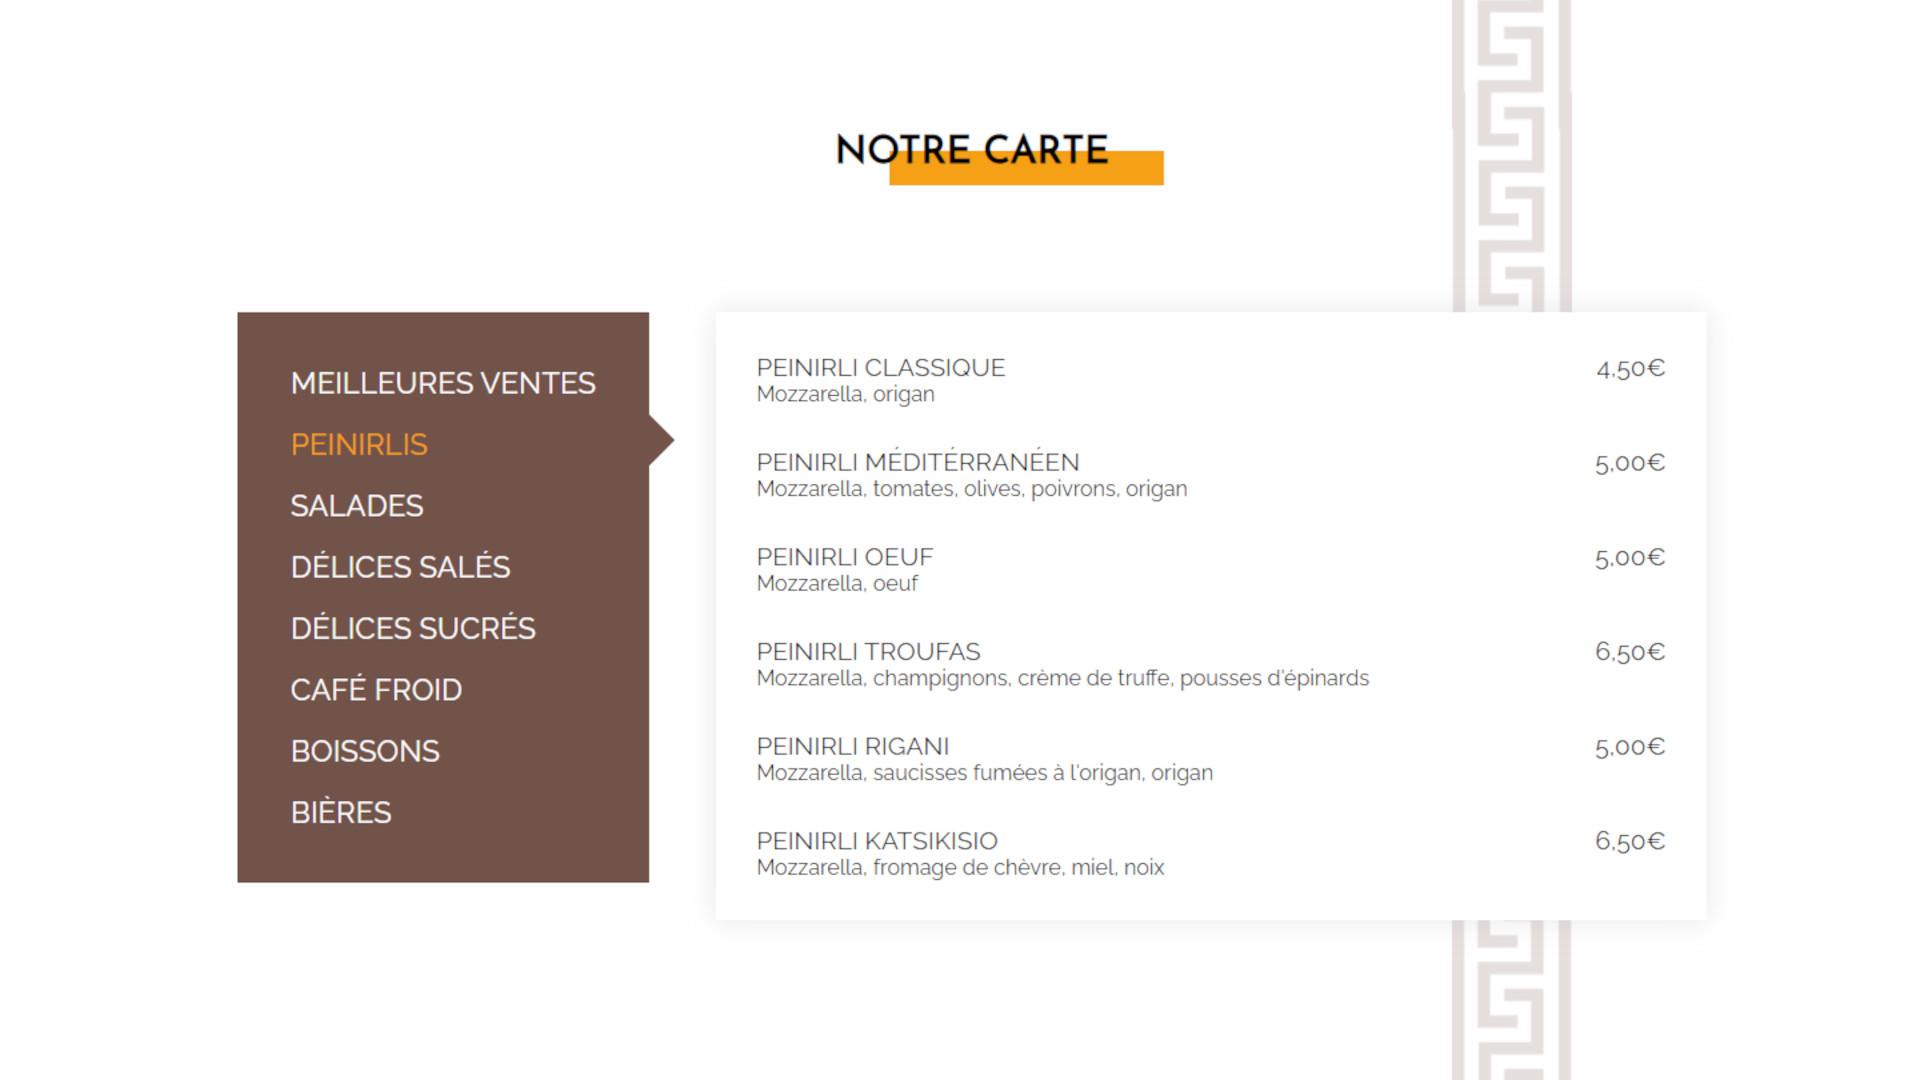 NOTRE CARTE
MEILLEURES VENTES
PEINIRLIS
SALADES
DÉLICES SALÉS
DÉLICES SUCRÉS
CAFÉ FROID
BOISSONS
BIÈRES
PEINIRLI CLASSIQUE 4,50€
Mozzarella, origan
PEINIRLI MÉDITÉRRANÉEN 5,00€
Mozzarella, tomates, olives, poivrons, origan
PEINIRLI OEUF 5,00€
Mozzarella, oeuf
PEINIRLI TROUFAS 6,50€
Mozzarella, champignons, crème de truffe, pousses d'épinards
PEINIRLI RIGANI 5,00€
Mozzarella, saucisses fumées à l'origan, origan
PEINIRLI KATSIKISIO 6,50€
Mozzarella, fromage de chèvre, miel, noix